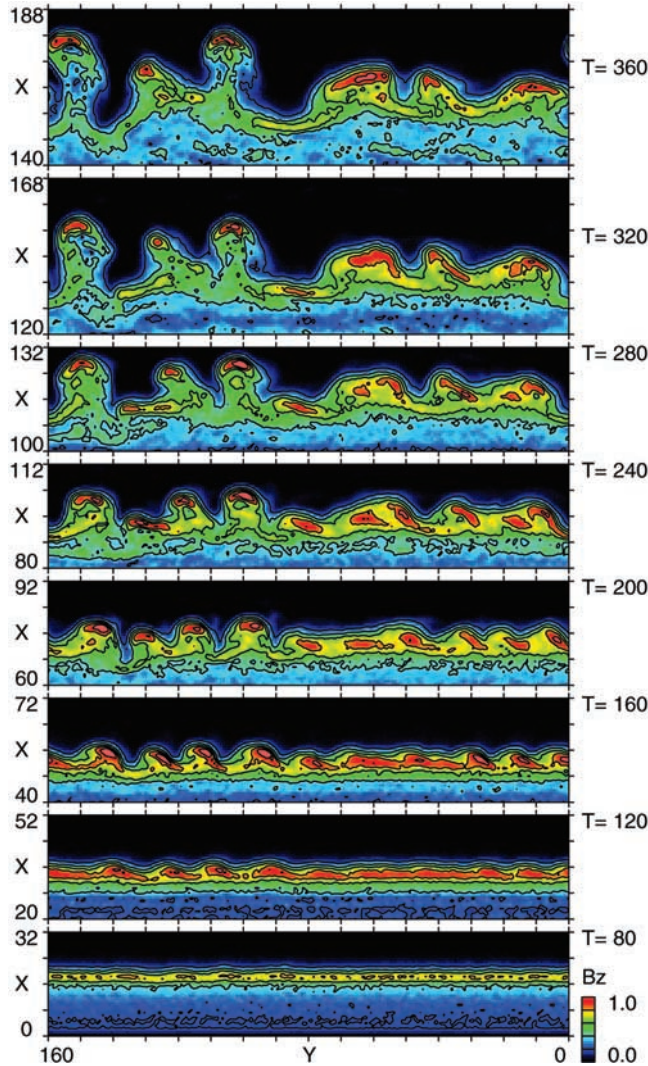 188
X
140
T= 360
168
X
120
T= 320
132
X
100
T= 280
112
X
80
T= 240
92
X
60
T= 200
72
X
40
T= 160
52
X
20
T= 120
32
X
0
T= 80
Bz
1.0
0.0
160 Y 0